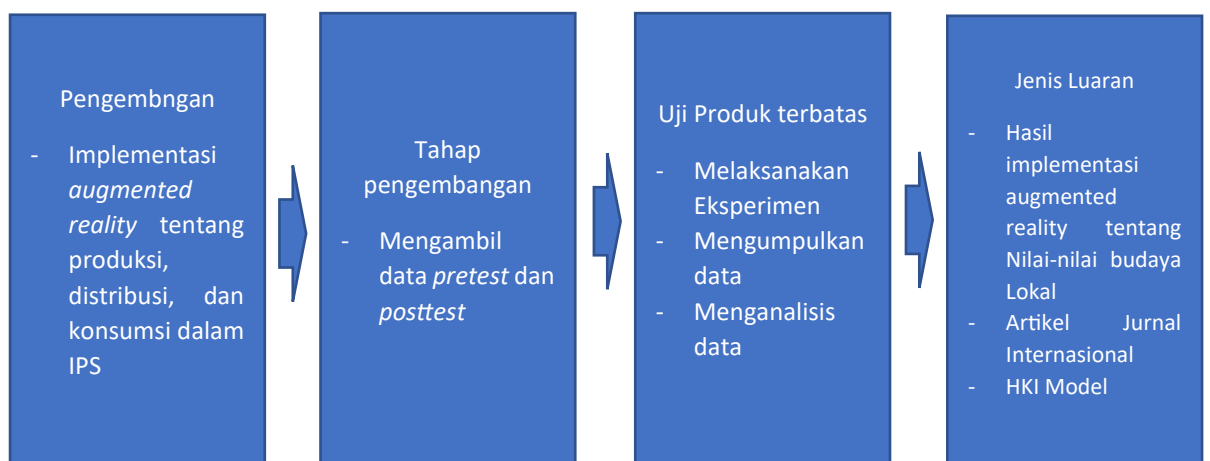 Pengembngan
- Implementasi
augmented
reality tentang
produksi,
distribusi, dan
konsumsi dalam
IPS
Tahap
pengembangan
- Mengambil
data pretest dan
posttest
Uji Produk terbatas
- Melaksanakan
Eksperimen
- Mengumpulkan
data
- Menganalisis
data
Jenis Luaran
- Hasil
implementasi
augmented
reality tentang
Nilai-nilai budaya
Lokal
- Artikel Jurnal
Internasional
- HKI Model